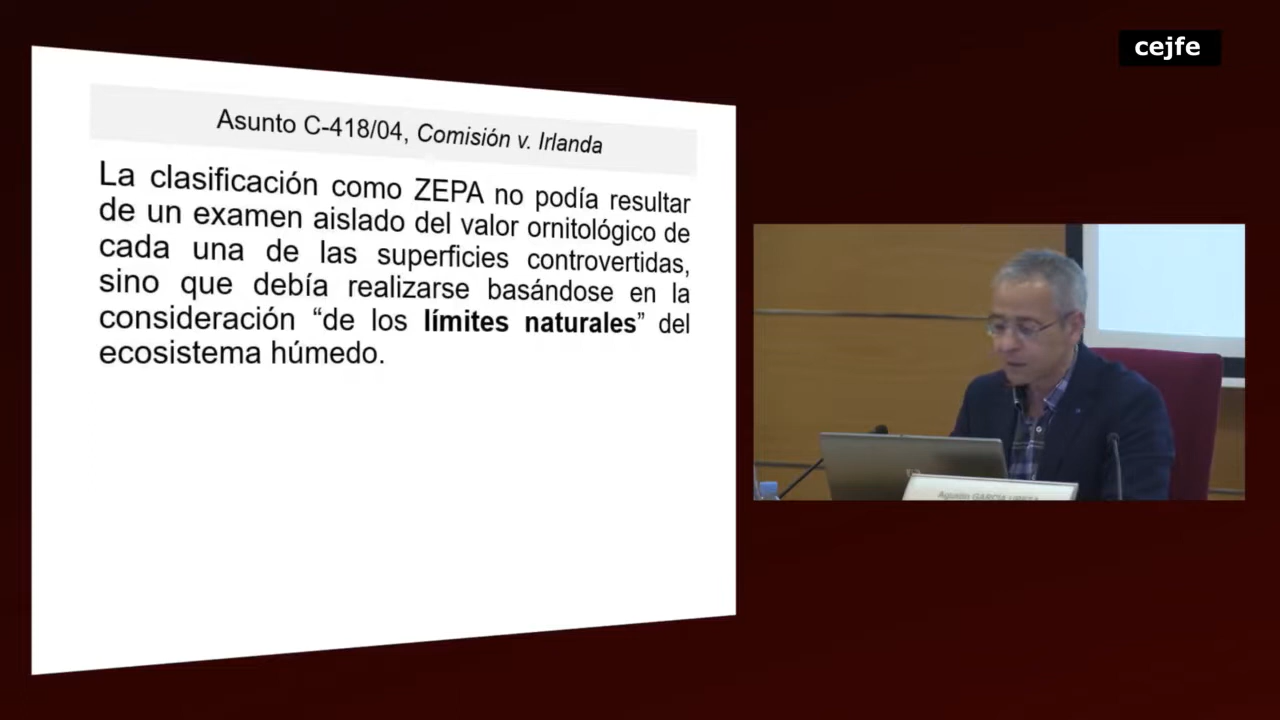 cejfe
Asunto C-418/04, Comisión v. Irlanda
La clasificación como ZEPA no podía resultar
de un examen aislado del valor ornitológico de
cada una de las superficies controvertidas,
sino que debía realizarse basándose en la
consideración “de los límites naturales” del
ecosistema húmedo.
Agustín GARCÍA